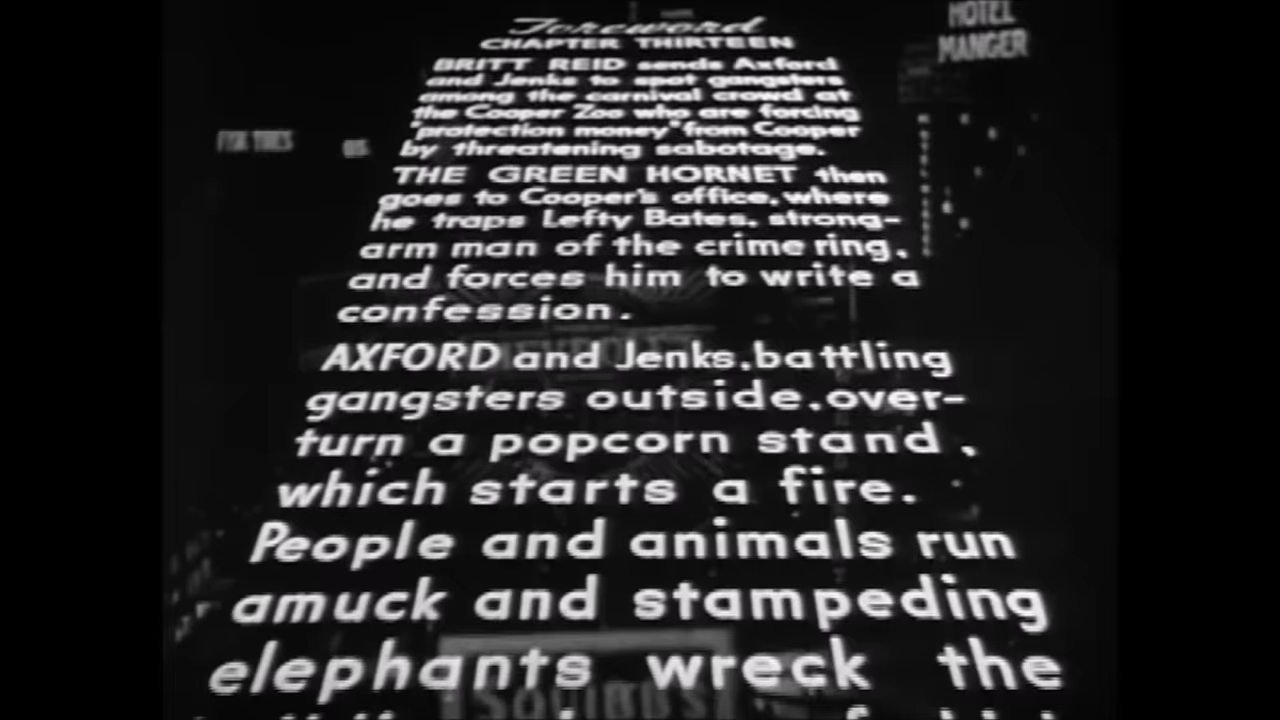 Foreword
CHAPTER THIRTEEN
BRITT REID sends Axford
and Jenks to spot gangsters
among the carnival crowd at
the Cooper Zoo who are forcing
"protection money" from Cooper
by threatening sabotage.
THE GREEN HORNET then
goes to Cooper's office, where
he traps Lefty Bates, strong-
arm man of the crime ring,
and forces him to write a
confession.
AXFORD and Jenks, battling
gangsters outside, over-
turn a popcorn stand,
which starts a fire.
People and animals run
amuck and stampeding
elephants wreck the
HOTEL
MANGER